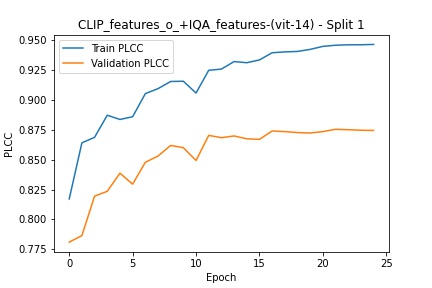 CLIP_features_o_+IQA_features-(vit-14) - Split 1
Train PLCC
Validation PLCC
0.950
0.925
0.900
0.875
0.850
0.825
0.800
0.775
PLCC
0
5
10
15
20
25
Epoch